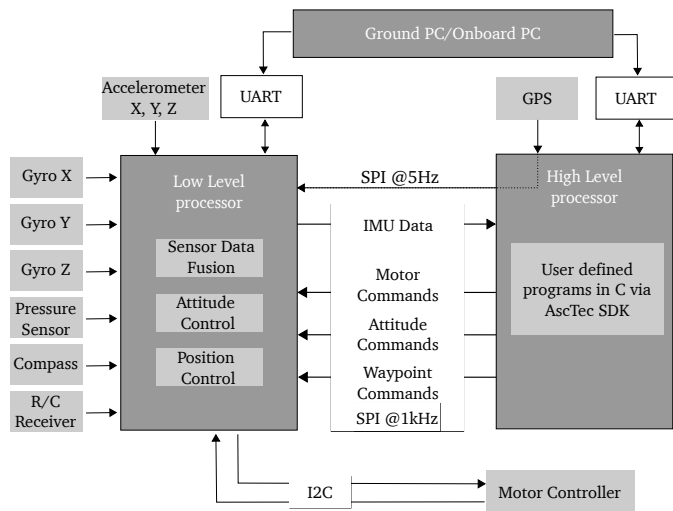 Ground PC/Onboard PC
Accelerometer
X, Y, Z
UART
GPS
UART
Gyro X
Gyro Y
Gyro Z
Pressure
Sensor
Compass
R/C
Receiver
Low Level
processor
Sensor Data
Fusion
Attitude
Control
Position
Control
SPI @5Hz
IMU Data
Motor
Commands
Attitude
Commands
Waypoint
Commands
SPI @1kHz
High Level
processor
User defined
programs in C via
AscTec SDK
I2C
Motor Controller